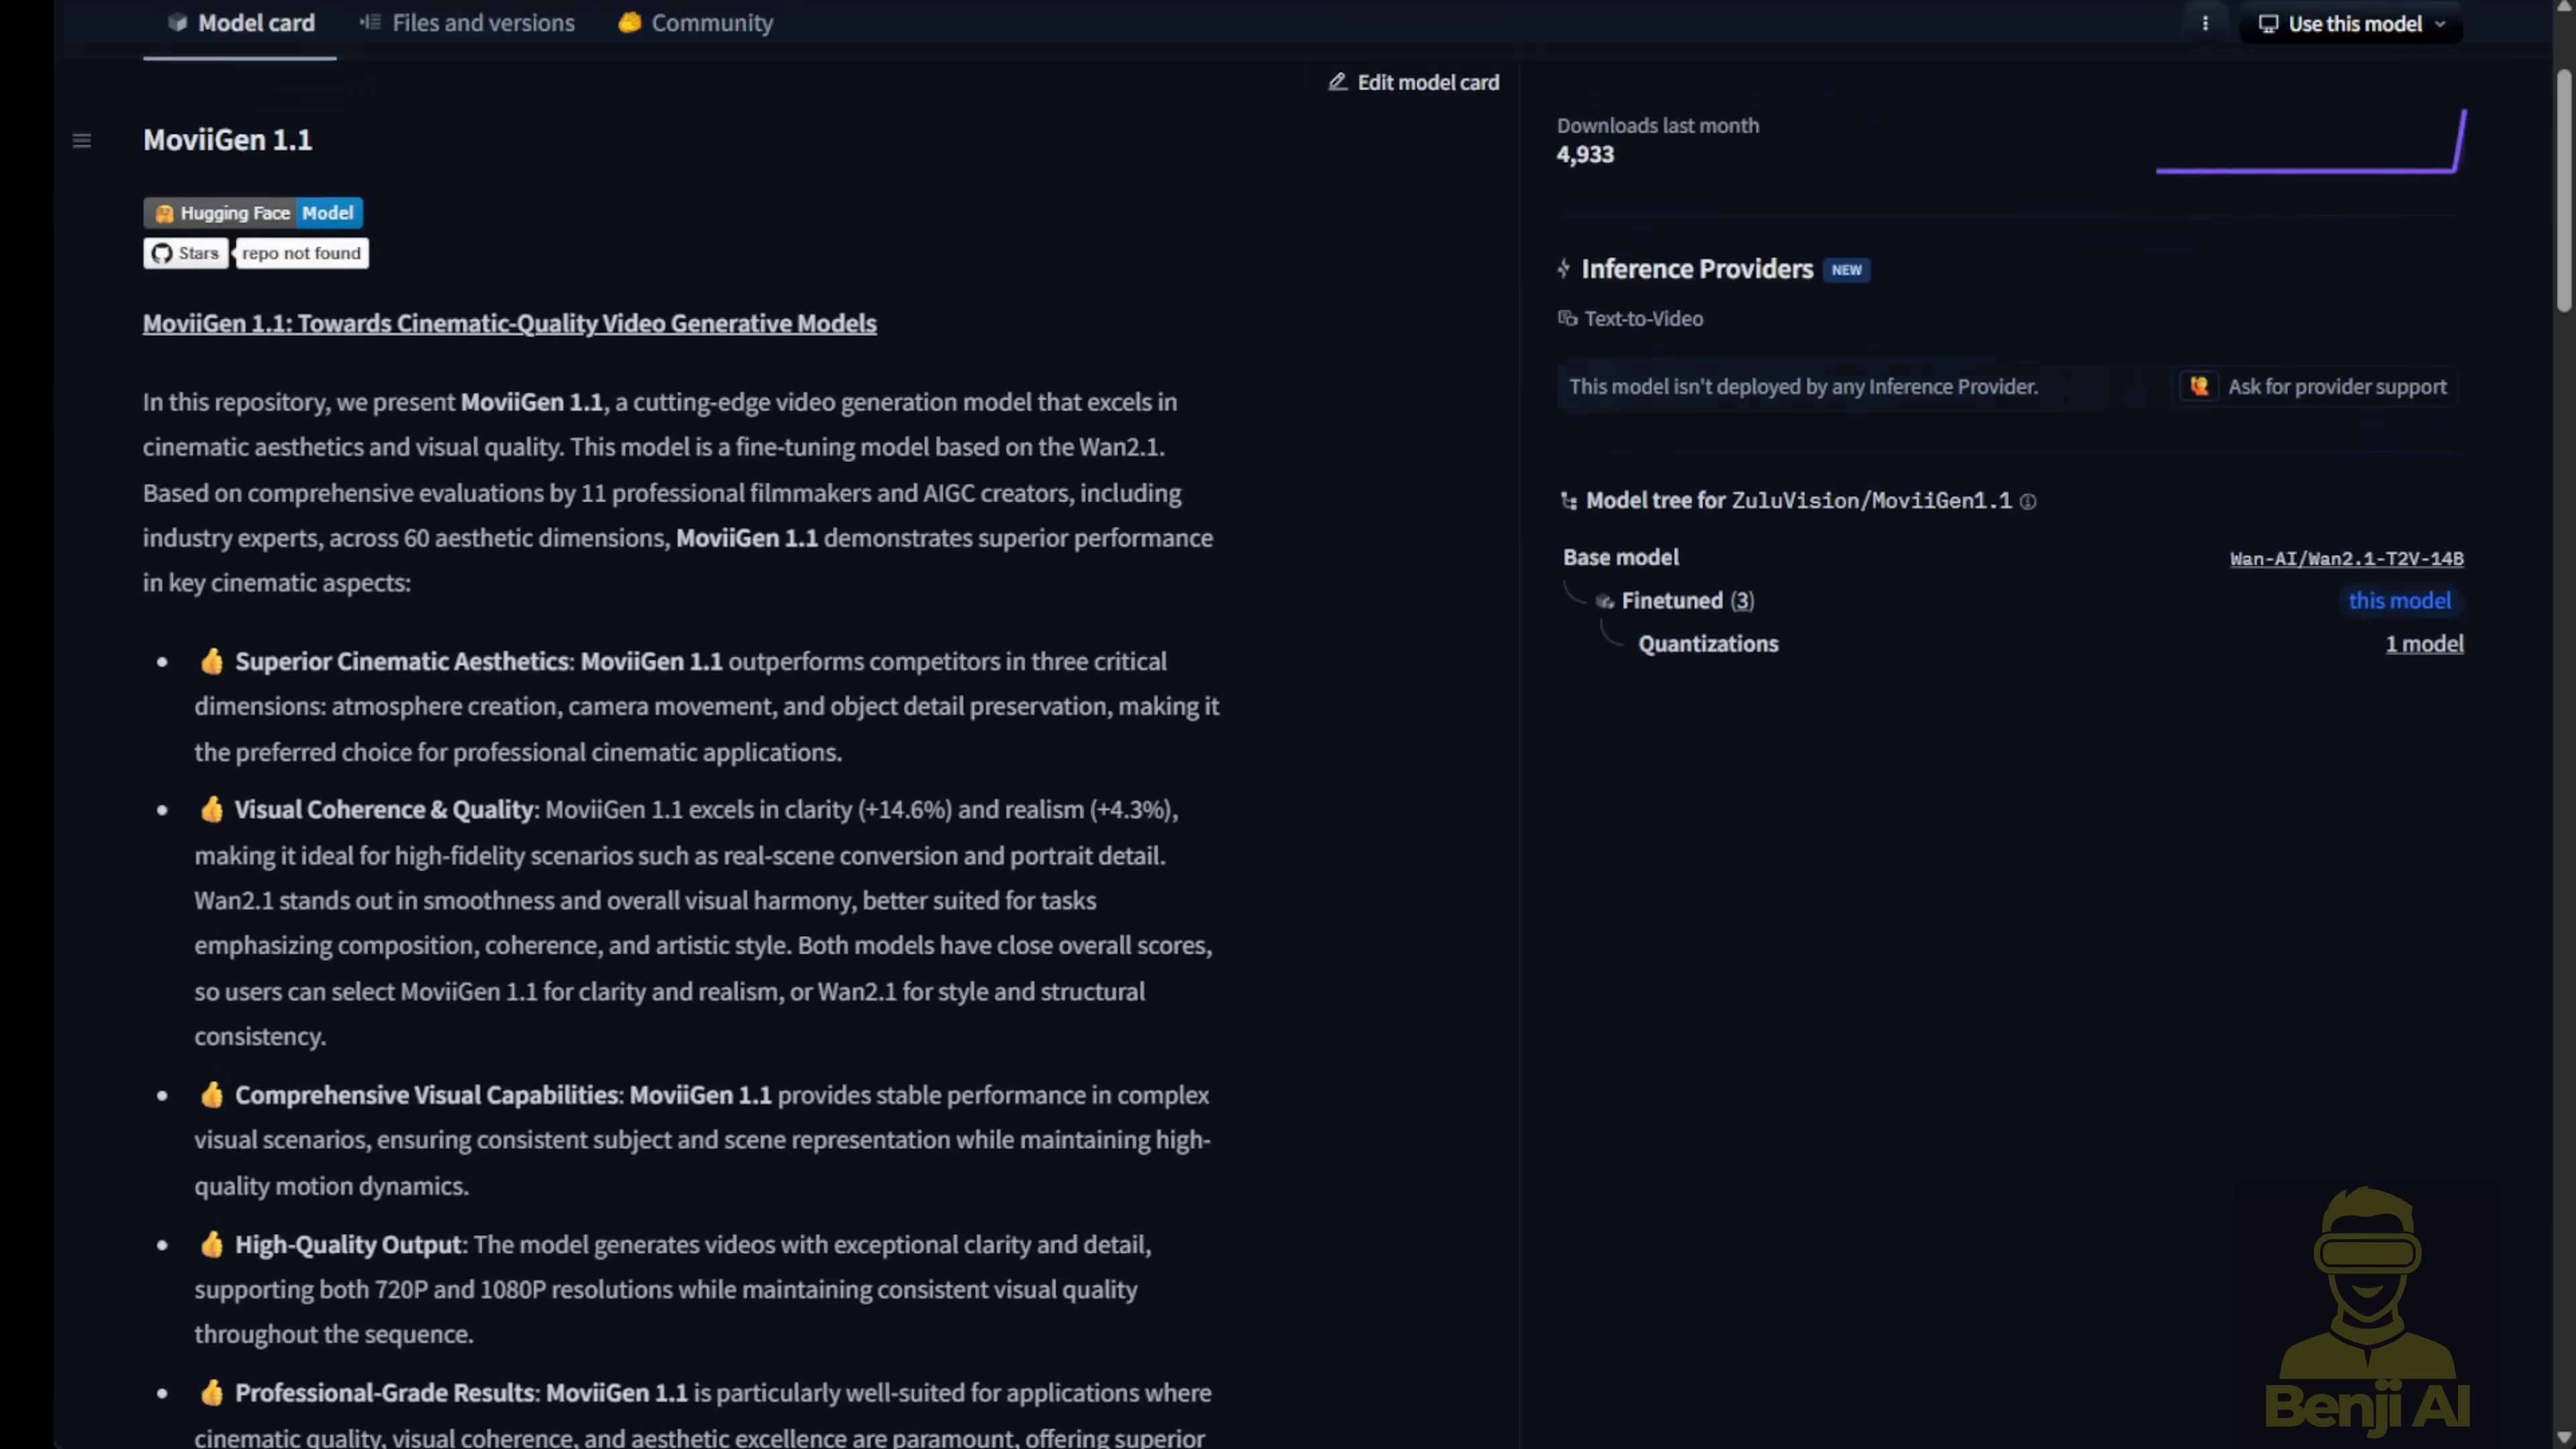 Model card
Files and versions
Community
Use this model
Edit model card
MoviiGen 1.1
Hugging Face Model
Stars repo not found
MoviiGen 1.1: Towards Cinematic-Quality Video Generative Models
In this repository, we present MoviiGen 1.1, a cutting-edge video generation model that excels in
cinematic aesthetics and visual quality. This model is a fine-tuning model based on the Wan2.1.
Based on comprehensive evaluations by 11 professional filmmakers and AIGC creators, including
industry experts, across 60 aesthetic dimensions, MoviiGen 1.1 demonstrates superior performance
in key cinematic aspects:
• 👍 Superior Cinematic Aesthetics: MoviiGen 1.1 outperforms competitors in three critical
dimensions: atmosphere creation, camera movement, and object detail preservation, making it
the preferred choice for professional cinematic applications.
• 👍 Visual Coherence & Quality: MoviiGen 1.1 excels in clarity (+14.6%) and realism (+4.3%),
making it ideal for high-fidelity scenarios such as real-scene conversion and portrait detail.
Wan2.1 stands out in smoothness and overall visual harmony, better suited for tasks
emphasizing composition, coherence, and artistic style. Both models have close overall scores,
so users can select MoviiGen 1.1 for clarity and realism, or Wan2.1 for style and structural
consistency.
• 👍 Comprehensive Visual Capabilities: MoviiGen 1.1 provides stable performance in complex
visual scenarios, ensuring consistent subject and scene representation while maintaining high-
quality motion dynamics.
• 👍 High-Quality Output: The model generates videos with exceptional clarity and detail,
supporting both 720P and 1080P resolutions while maintaining consistent visual quality
throughout the sequence.
• 👍 Professional-Grade Results: MoviiGen 1.1 is particularly well-suited for applications where
cinematic quality, visual coherence, and aesthetic excellence are paramount, offering superior
Downloads last month
4,933
Inference Providers NEW
Text-to-Video
This model isn't deployed by any Inference Provider.
Ask for provider support
Model tree for ZuluVision/MoviiGen1.1
Base model Wan-AI/Wan2.1-T2V-14B
Finetuned (3) this model
Quantizations 1 model
Benji AI